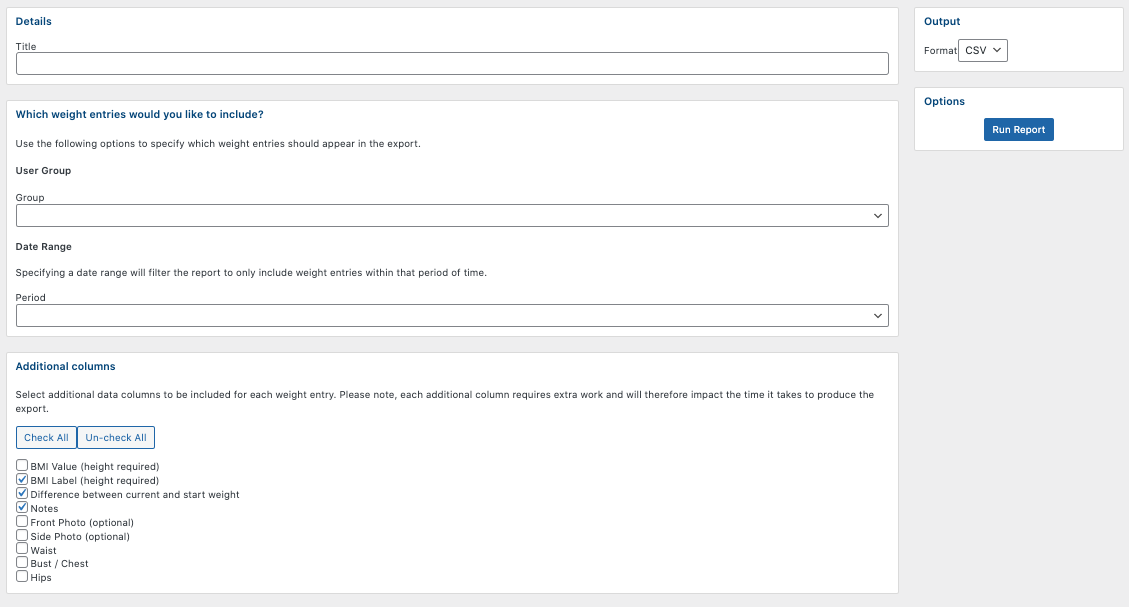 Details
Title
Which weight entries would you like to include?
Use the following options to specify which weight entries should appear in the export.
User Group
Group
Date Range
Specifying a date range will filter the report to only include weight entries within that period of time.
Period
Additional columns
Select additional data columns to be included for each weight entry. Please note, each additional column requires extra work and will therefore impact the time it takes to produce the
export.
Check All
Un-check All
BMI Value (height required)
BMI Label (height required)
Difference between current and start weight
Notes
Front Photo (optional)
Side Photo (optional)
Waist
Bust / Chest
Hips
Output
Format CSV
Options
Run Report